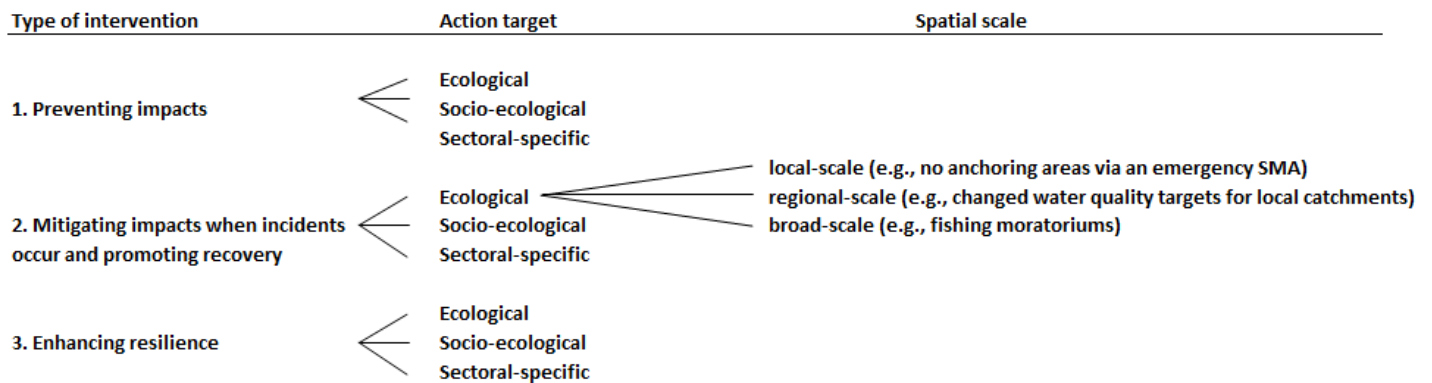 Type of intervention Action target Spatial scale
Ecological
1. Preventing impacts Socio-ecological
Sectoral-specific
local-scale (e.g., no anchoring areas via an emergency SMA)
Ecological regional-scale (e.g., changed water quality targets for local catchments)
2. Mitigating impacts when incidents Socio-ecological broad-scale (e.g., fishing moratoriums)
occur and promoting recovery Sectoral-specific
Ecological
3. Enhancing resilience Socio-ecological
Sectoral-specific